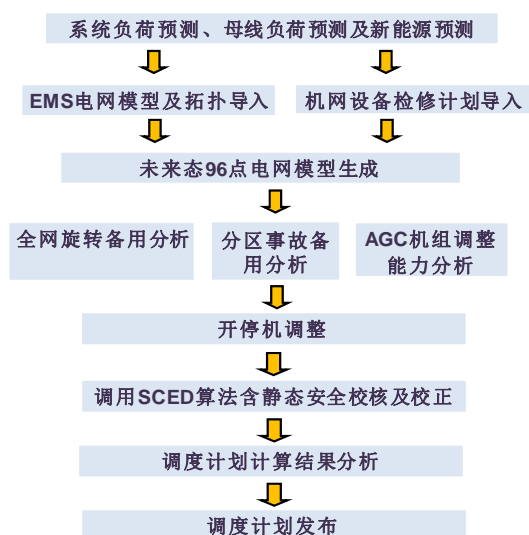 系统负荷预测、母线负荷预测及新能源预测
EMS电网模型及拓扑导入
机网设备检修计划导入
未来态96点电网模型生成
全网旋转备用分析
分区事故备
用分析
AGC机组调整
能力分析
开停机调整
调用SCED算法含静态安全校核及校正
调度计划计算结果分析
调度计划发布